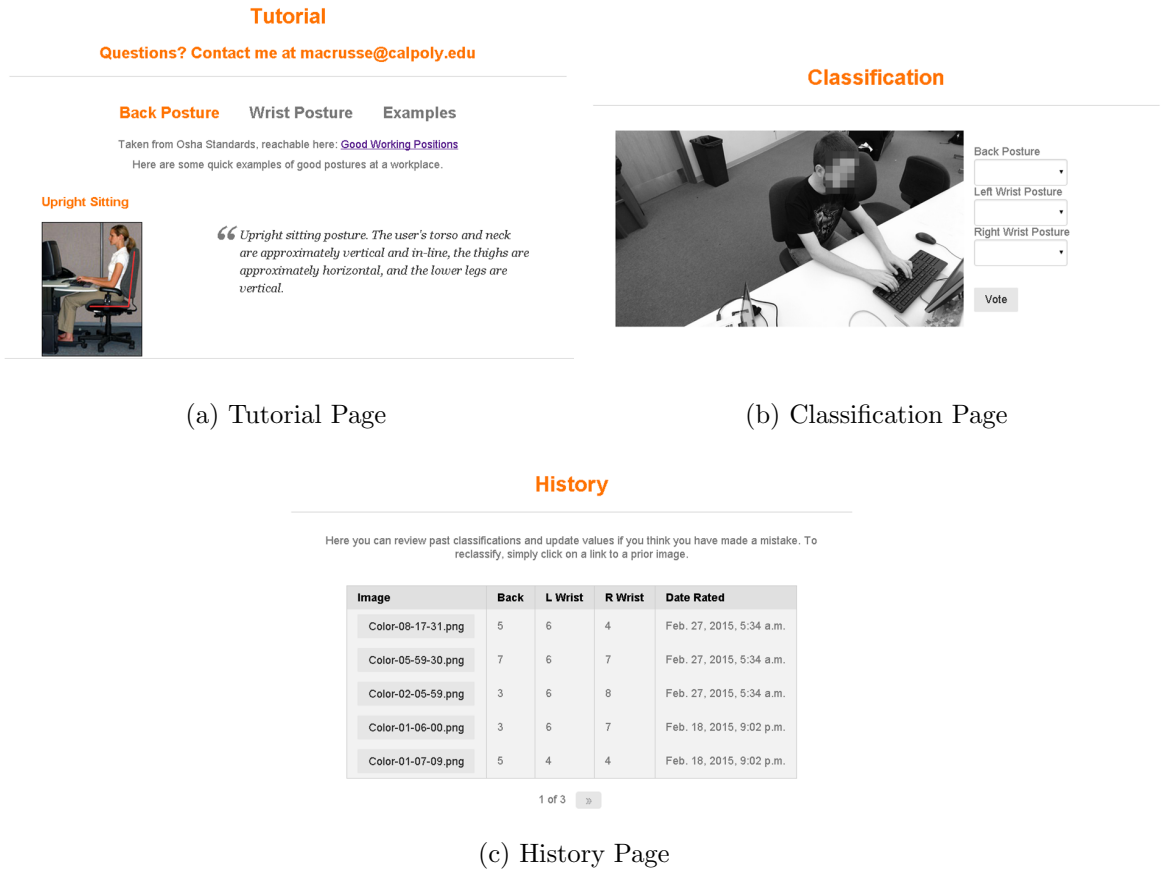 Tutorial
Questions? Contact me at macrusse@calpoly.edu
Back Posture Wrist Posture Examples
Taken from Osha Standards, reachable here: Good Working Positions
Here are some quick examples of good postures at a workplace.
Upright Sitting
“ Upright sitting posture. The user's torso and neck
are approximately vertical and in-line, the thighs are
approximately horizontal, and the lower legs are
vertical.
(a) Tutorial Page
Classification
Back Posture
Left Wrist Posture
Right Wrist Posture
Vote
(b) Classification Page
History
Here you can review past classifications and update values if you think you have made a mistake. To
reclassify, simply click on a link to a prior image.
Image Back L Wrist R Wrist Date Rated
Color-08-17-31.png 5 6 4 Feb. 27, 2015, 5:34 a.m.
Color-05-59-30.png 7 6 7 Feb. 27, 2015, 5:34 a.m.
Color-02-05-59.png 3 6 8 Feb. 27, 2015, 5:34 a.m.
Color-01-06-00.png 3 6 7 Feb. 18, 2015, 9:02 p.m.
Color-01-07-09.png 5 4 4 Feb. 18, 2015, 9:02 p.m.
1 of 3 »
(c) History Page